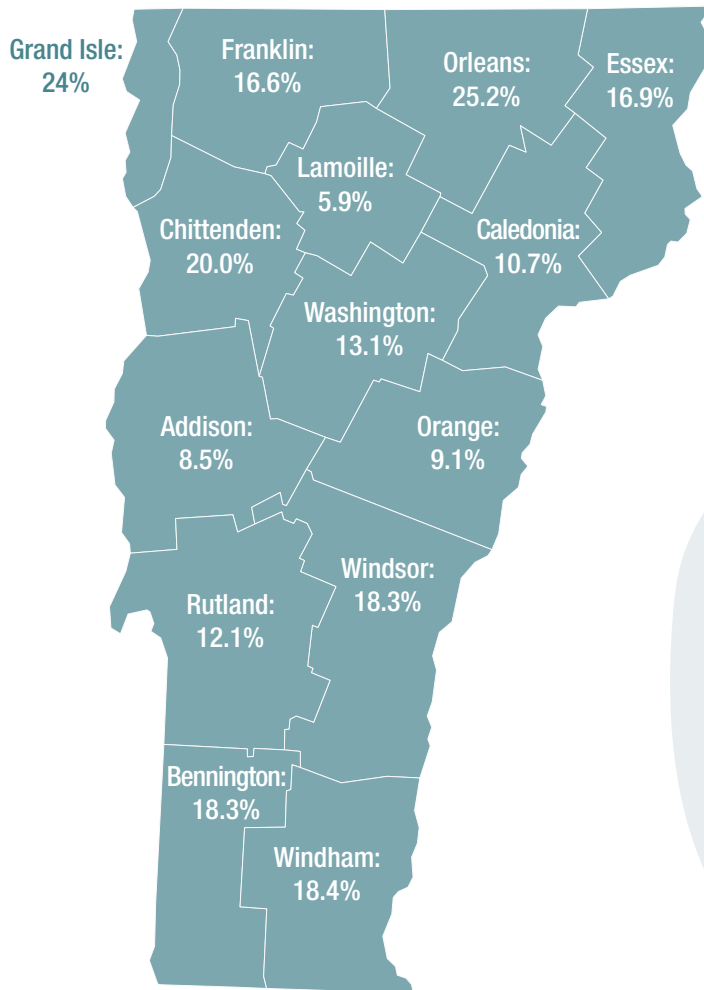 Grand Isle:
24%
Franklin:
16.6%
Orleans:
25.2%
Essex:
16.9%
Lamoille:
5.9%
Chittenden:
20.0%
Caledonia:
10.7%
Washington:
13.1%
Addison:
8.5%
Orange:
9.1%
Windsor:
18.3%
Rutland:
12.1%
Bennington:
18.3%
Windham:
18.4%